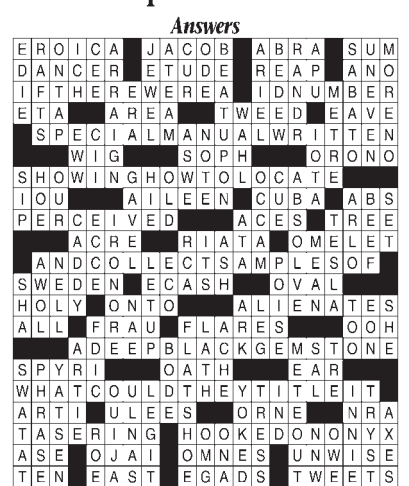 Answers
EROICA JACOB ABRA SUM
DANCER ETUDE REAP ANO
IFTHEREWEREA IDNUMBER
ETA AREA TWEED EAVE
SPECIALMANUALWRITTEN
WIG SOPH ORONO
SHOWINGHOWTOLOCATE
IOU AILEEN CUBA ABS
PERCEIVED ACES TREE
ACRE RIATA OMELET
ANDCOLLECTSAMPLESOF
SWEDEN ECASH OVAL
HOLY ONTO ALIENATES
ALL FRAU FLARES OOH
ADEEPBLACKGEMSTONE
SPYRI OATH EAR
WHATCOULDTHEYTITLEIT
ARTI ULEES ORNE NRA
TASERING HOOKEDONONYX
ASE OJAI OMNES UNWISE
TEN EAST EGADS TWEETS